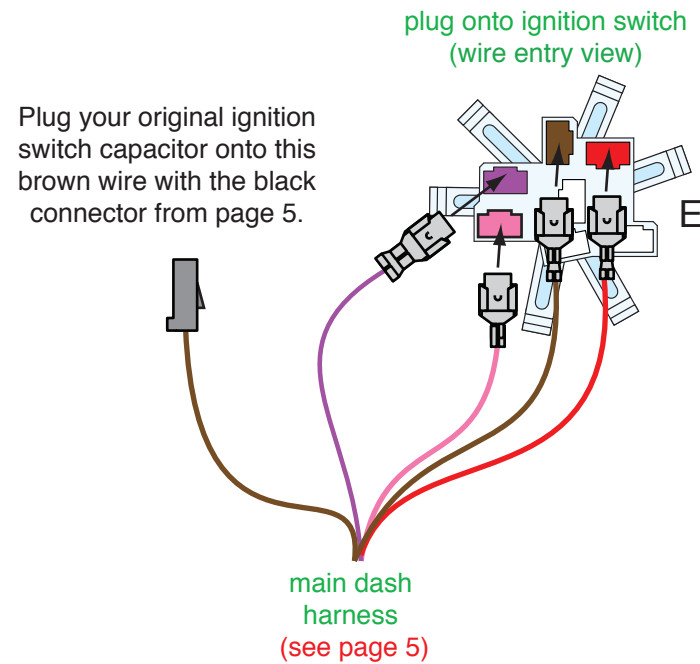 plug onto ignition switch
(wire entry view)
Plug your original ignition
switch capacitor onto this
brown wire with the black
connector from page 5.
E
main dash
harness
(see page 5)